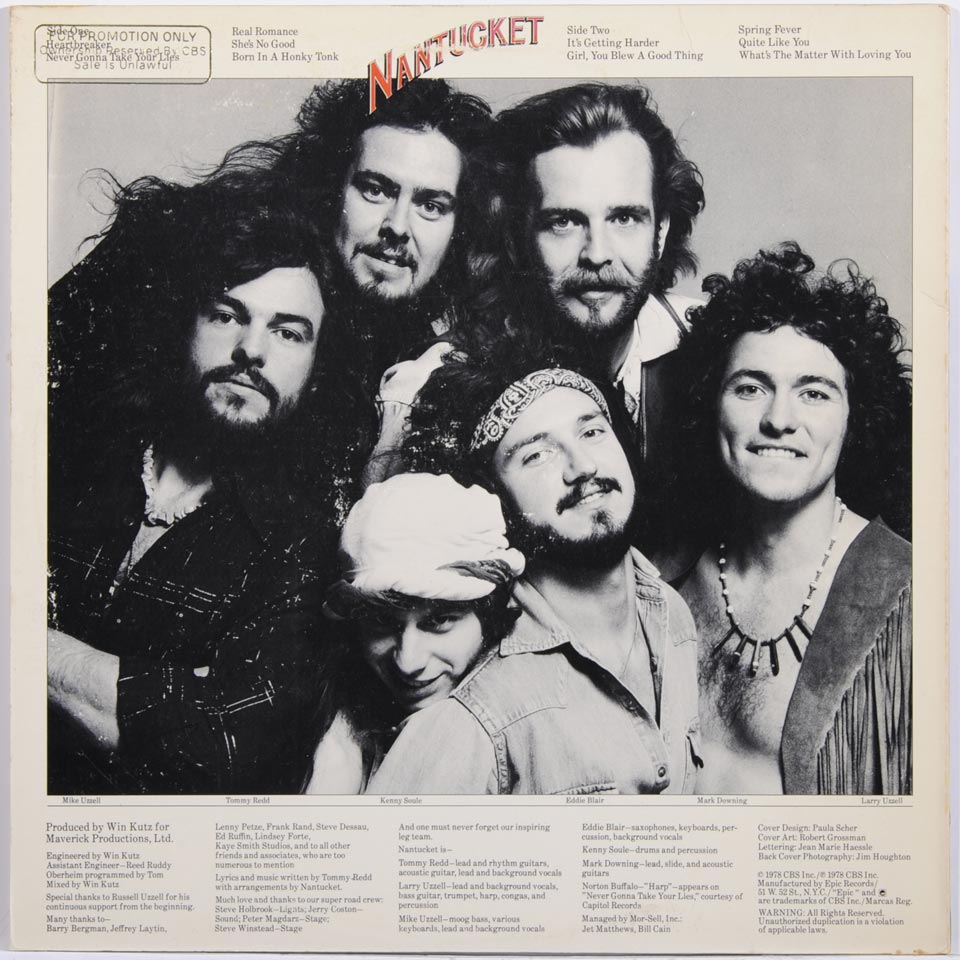 Side One
Heartbreaker
Never Gonna Take Your Lies
FOR PROMOTION ONLY
Ownership Reserved By CBS
Sale is Unlawful
Real Romance
She's No Good
Born In A Honky Tonk
NANTUCKET
Side Two
It's Getting Harder
Girl, You Blew A Good Thing
Spring Fever
Quite Like You
What's The Matter With Loving You
Mike Uzzell
Tommy Redd
Kenny Soule
Eddie Blair
Mark Downing
Larry Uzzell
Produced by Win Kutz for
Maverick Productions, Ltd.
Engineered by Win Kutz
Assistant Engineer—Reed Ruddy
Oberheim programmed by Tom
Mixed by Win Kutz
Special thanks to Russell Uzzell for his
continuous support from the beginning.
Many thanks to—
Barry Bergman, Jeffrey Laytin,
Lenny Petze, Frank Rand, Steve Dessau,
Ed Ruffin, Lindsey Forte,
Kaye Smith Studios, and to all other
friends and associates, who are too
numerous to mention
Lyrics and music written by Tommy Redd
with arrangements by Nantucket.
Much love and thanks to our super road crew:
Steve Holbrook—Lights; Jerry Coston—
Sound; Peter Magdarz—Stage;
Steve Winstead—Stage
And one must never forget our inspiring
leg team.
Nantucket is—
Tommy Redd—lead and rhythm guitars,
acoustic guitar, lead and background vocals
Larry Uzzell—lead and background vocals,
bass guitar, trumpet, harp, congas, and
percussion
Mike Uzzell—moog bass, various
keyboards, lead and background vocals
Eddie Blair—saxophones, keyboards, per-
cussion, background vocals
Kenny Soule—drums and percussion
Mark Downing—lead, slide, and acoustic
guitars
Norton Buffalo—"Harp"—appears on
"Never Gonna Take Your Lies," courtesy of
Capitol Records
Managed by Mor-Sell, Inc.:
Jet Matthews, Bill Cain
Cover Design: Paula Scher
Cover Art: Robert Grossman
Lettering: Jean Marie Haessle
Back Cover Photography: Jim Houghton
© 1978 CBS Inc./℗ 1978 CBS Inc.
Manufactured by Epic Records/
51 W. 52 St., N.Y.C./"Epic" and
are trademarks of CBS Inc./Marcas Reg.
WARNING: All Rights Reserved.
Unauthorized duplication is a violation
of applicable laws.